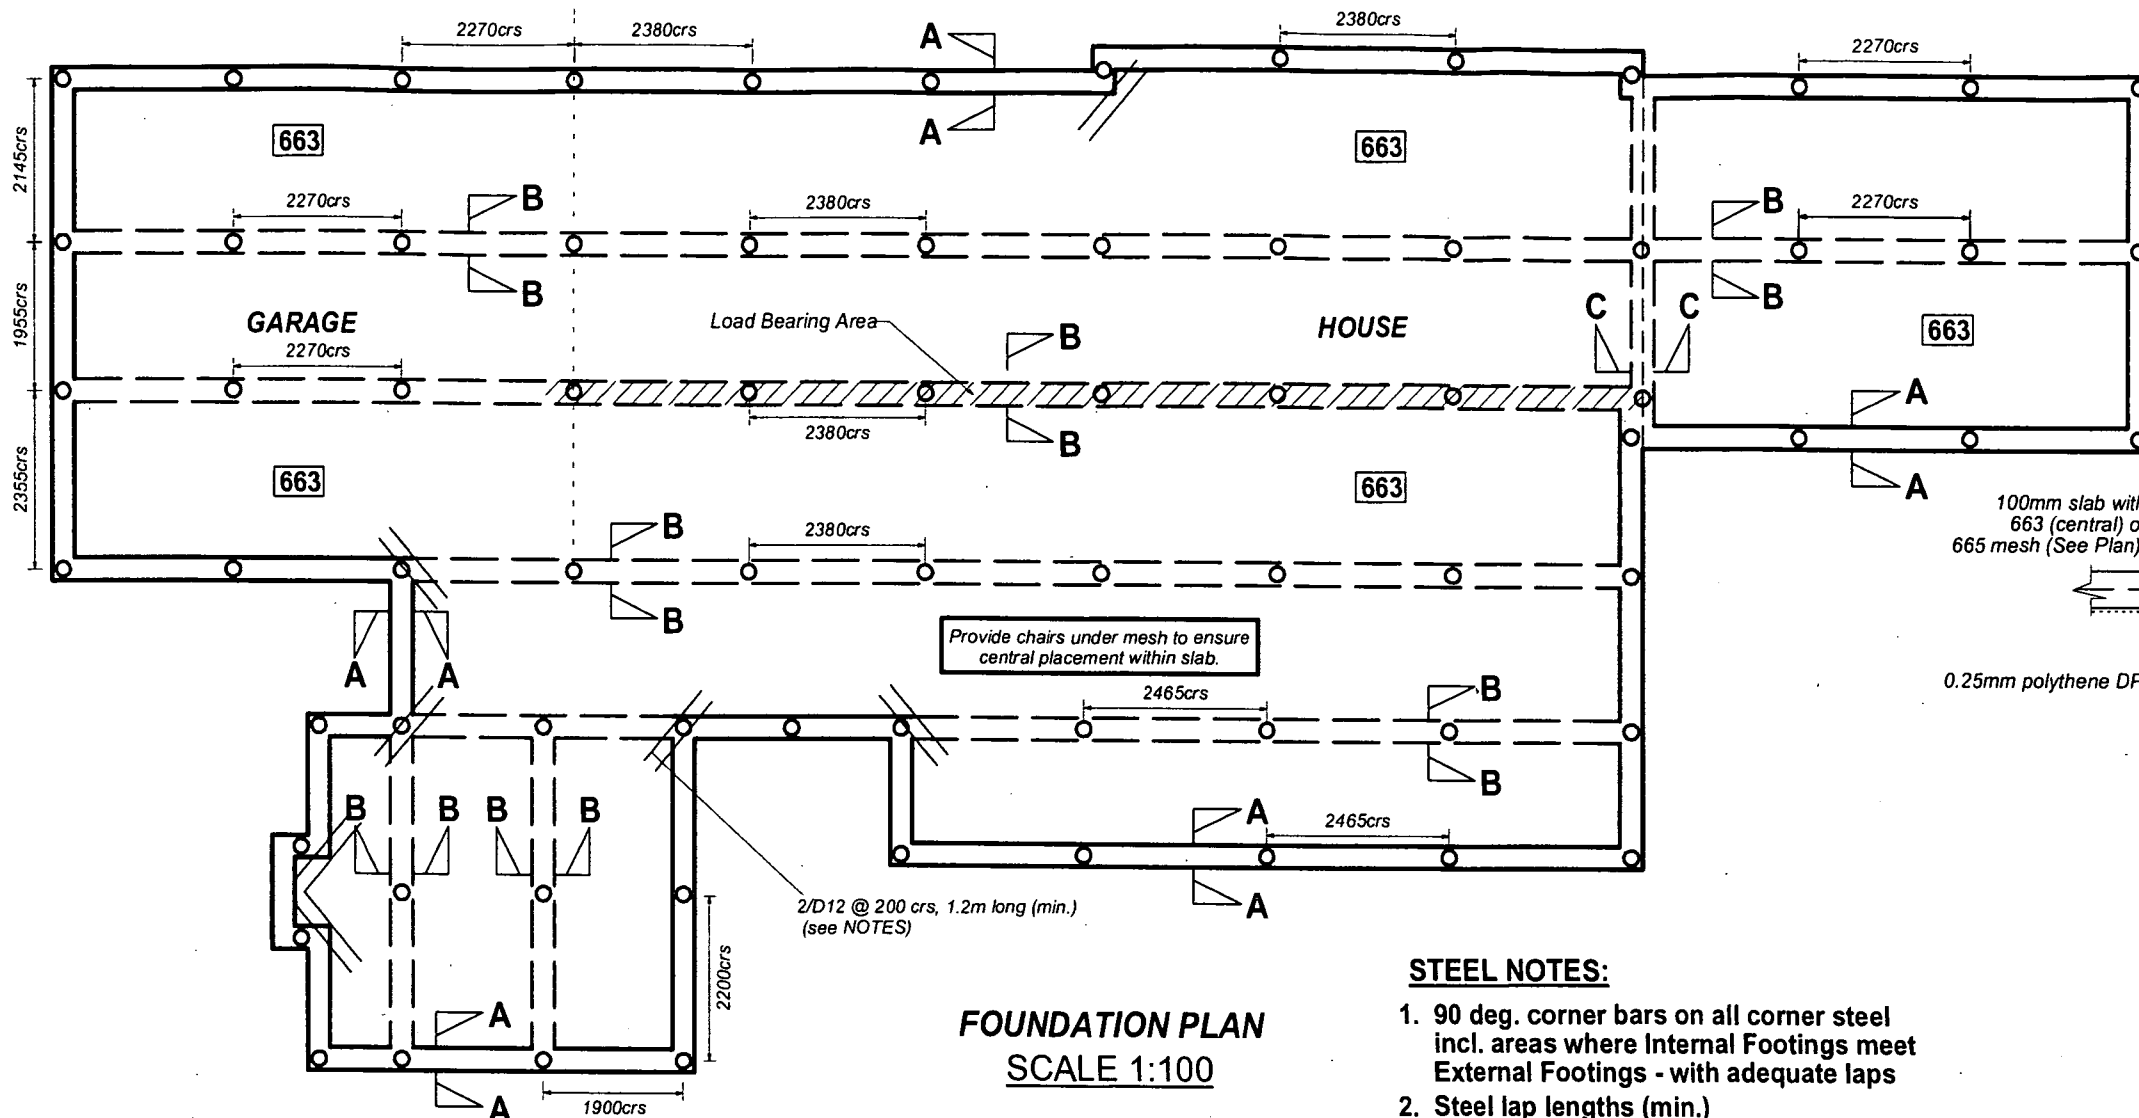 2270crs
2380crs
A
2380crs
2270crs
A
663
663
2145crs
2270crs
B
2380crs
B
2270crs
B
B
1955crs
GARAGE
Load Bearing Area
HOUSE
C
C
663
2270crs
B
A
2380crs
B
A
2355crs
663
663
B
2380crs
B
100mm slab with
663 (central) o
665 mesh (See Plan)
Provide chairs under mesh to ensure
central placement within slab.
A
A
2465crs
B
0.25mm polythene DP
B
B
B
B
B
A
2465crs
A
2/D12 @ 200 crs, 1.2m long (min.)
(see NOTES)
2200crs
A
A
1900crs
FOUNDATION PLAN
SCALE 1:100
STEEL NOTES:
1. 90 deg. corner bars on all corner steel
incl. areas where Internal Footings meet
External Footings - with adequate laps
2. Steel lap lengths (min.)